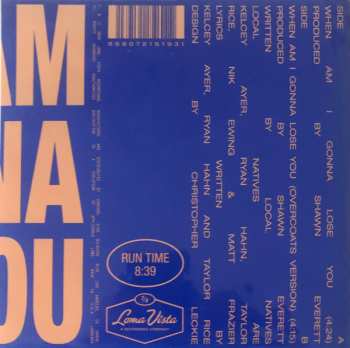 SIDE A
WHEN AM I GONNA LOSE YOU (4:24)
PRODUCED BY SHAWN EVERETT
SIDE B
WHEN AM I GONNA LOSE YOU (OVERCOATS VERSION) (4:15)
PRODUCED BY SHAWN EVERETT
WRITTEN BY LOCAL NATIVES
LOCAL NATIVES ARE
KELCEY AYER, RYAN HAHN, TAYLOR
RICE, NIK EWING & MATT FRAZIER
LYRICS WRITTEN BY
KELCEY AYER, RYAN HAHN AND TAYLOR RICE
DESIGN BY CHRISTOPHER LECKIE
888072151931
AM
NA
OU
RUN TIME
8:39
Loma Vista